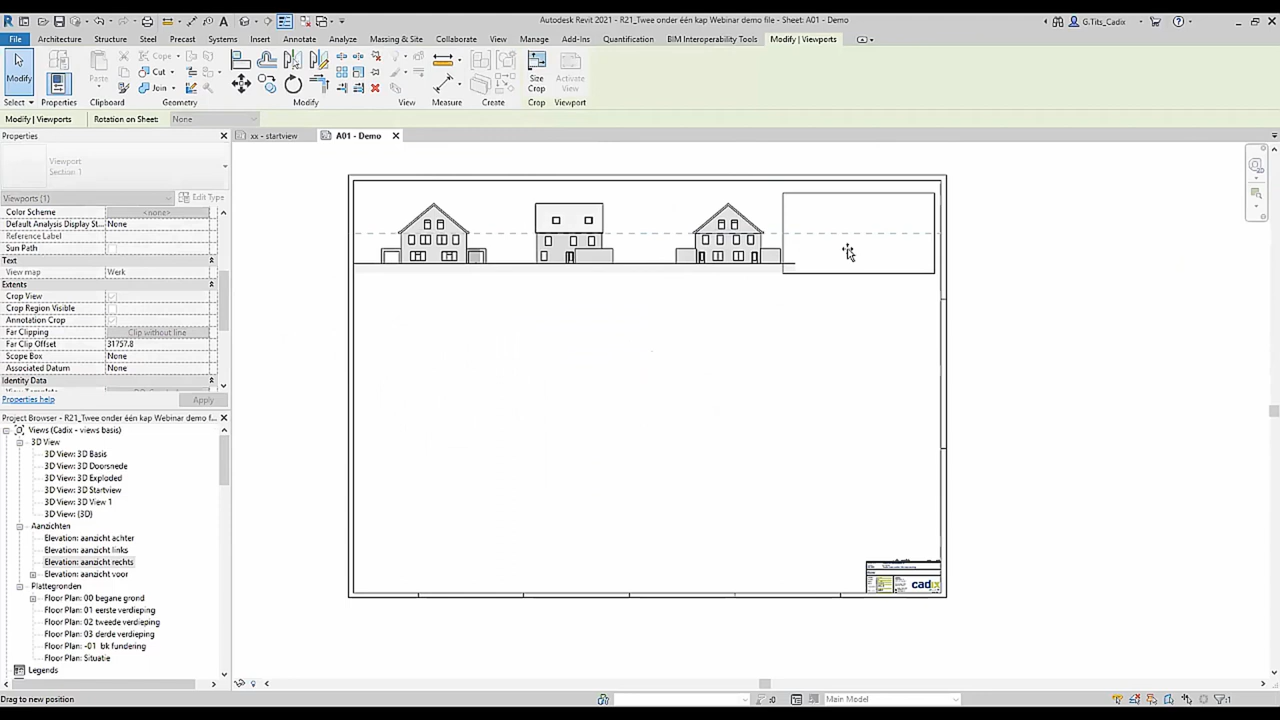 Autodesk Revit 2021 - R21_Twee onder één kap Webinar demo file - Sheet: A01 - Demo
G.Tits_Cadix
File Architecture Structure Steel Precast Systems Insert Annotate Analyze Massing & Site Collaborate View Manage Add-Ins Quantification BIM Interoperability Tools Modify | Viewports
Modify Paste Cope Cut Join Size Crop Activate View
Select Properties Clipboard Geometry Modify View Measure Create Crop Viewport
Modify | Viewports Rotation on Sheet: None
Properties
xx - startview A01 - Demo
Viewport
Section 1
Viewports (1) Edit Type
Color Scheme <none>
Default Analysis Display St... None
Reference Label
Sun Path
Text
View map Werk
Extents
Crop View
Crop Region Visible
Annotation Crop
Far Clipping Clip without line
Far Clip Offset 31757.8
Scope Box None
Associated Datum None
Identity Data
Properties help Apply
Project Browser - R21_Twee onder één kap Webinar demo f...
Views (Cadix - views basis)
3D View
3D View: 3D Basis
3D View: 3D Doorsnede
3D View: 3D Exploded
3D View: 3D Startview
3D View: 3D View 1
3D View: {3D}
Aanzichten
Elevation: aanzicht achter
Elevation: aanzicht links
Elevation: aanzicht rechts
Elevation: aanzicht voor
Plattegronden
Floor Plan: 00 begane grond
Floor Plan: 01 eerste verdieping
Floor Plan: 02 tweede verdieping
Floor Plan: 03 derde verdieping
Floor Plan: -01 bk fundering
Floor Plan: Situatie
Legends
cadix
Drag to new position
:0 Main Model :1